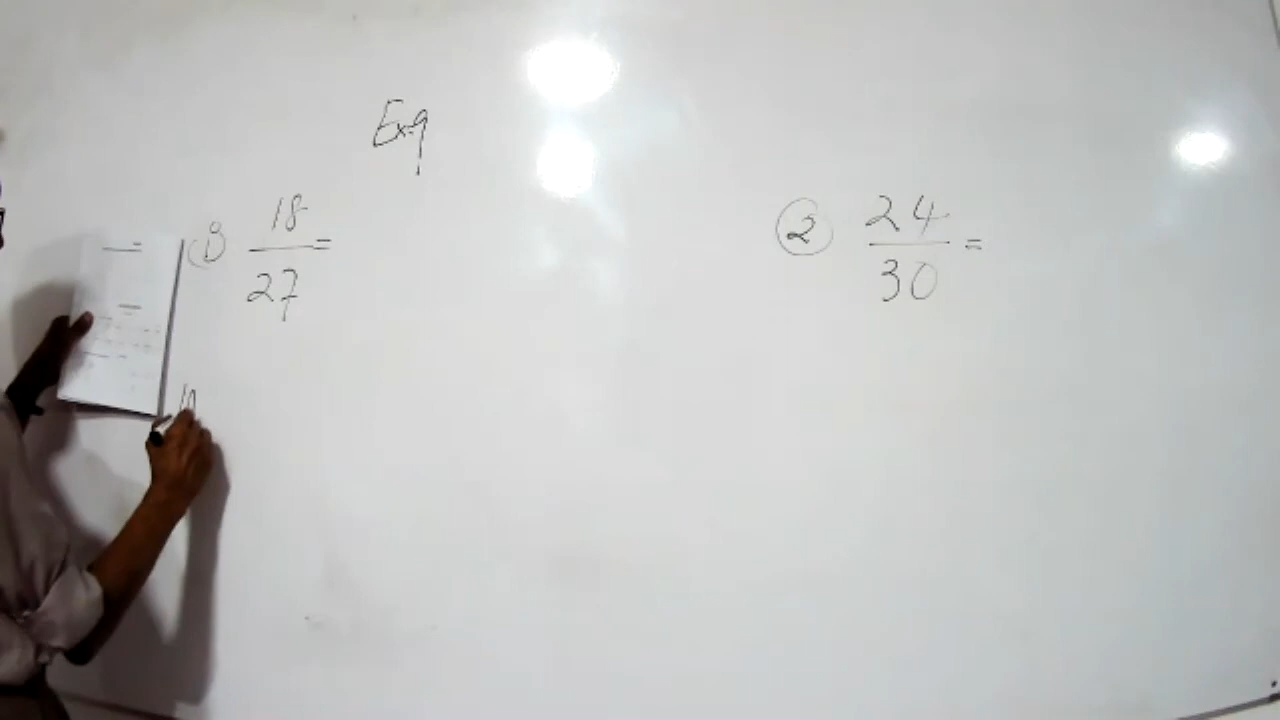 Ex 9
① 18/27 =
② 24/30 =